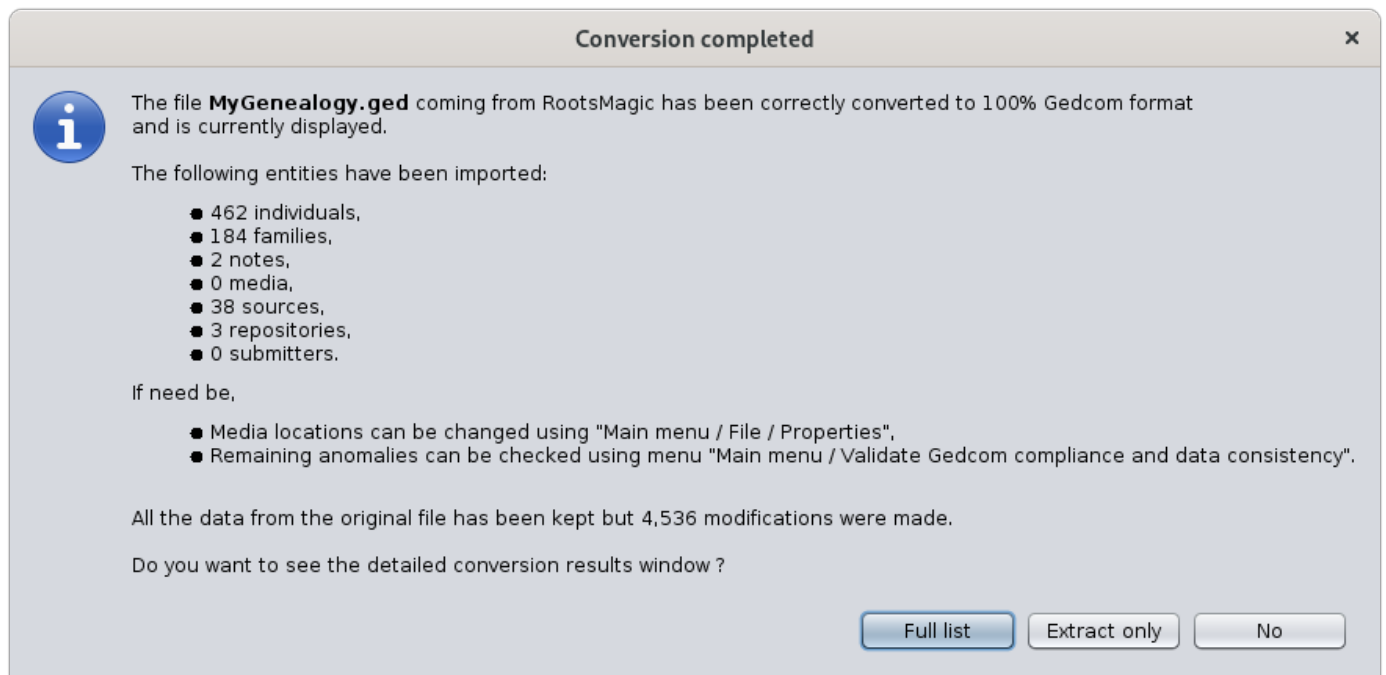 Conversion completed
×
i
The file MyGenealogy.ged coming from RootsMagic has been correctly converted to 100% Gedcom format
and is currently displayed.
The following entities have been imported:
● 462 individuals,
● 184 families,
● 2 notes,
● 0 media,
● 38 sources,
● 3 repositories,
● 0 submitters.
If need be,
● Media locations can be changed using "Main menu / File / Properties",
● Remaining anomalies can be checked using menu "Main menu / Validate Gedcom compliance and data consistency".
All the data from the original file has been kept but 4,536 modifications were made.
Do you want to see the detailed conversion results window ?
Full list Extract only No